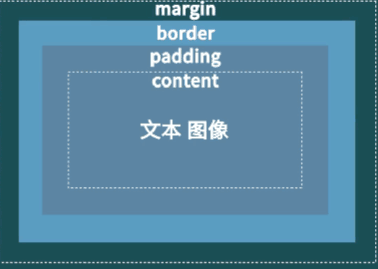 margin
border
padding
content
文本 图像